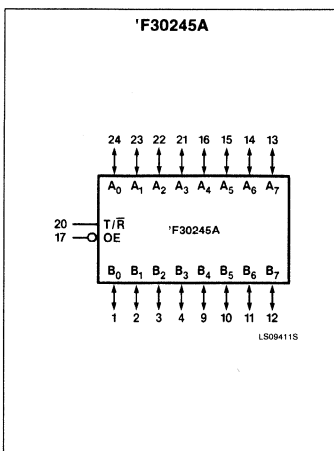 'F30245A
24 23 22 21 16 15 14 13
A0 A1 A2 A3 A4 A5 A6 A7
20 T/R̅
'F30245A
17 OE
B0 B1 B2 B3 B4 B5 B6 B7
LS09411S
1 2 3 4 9 10 11 12